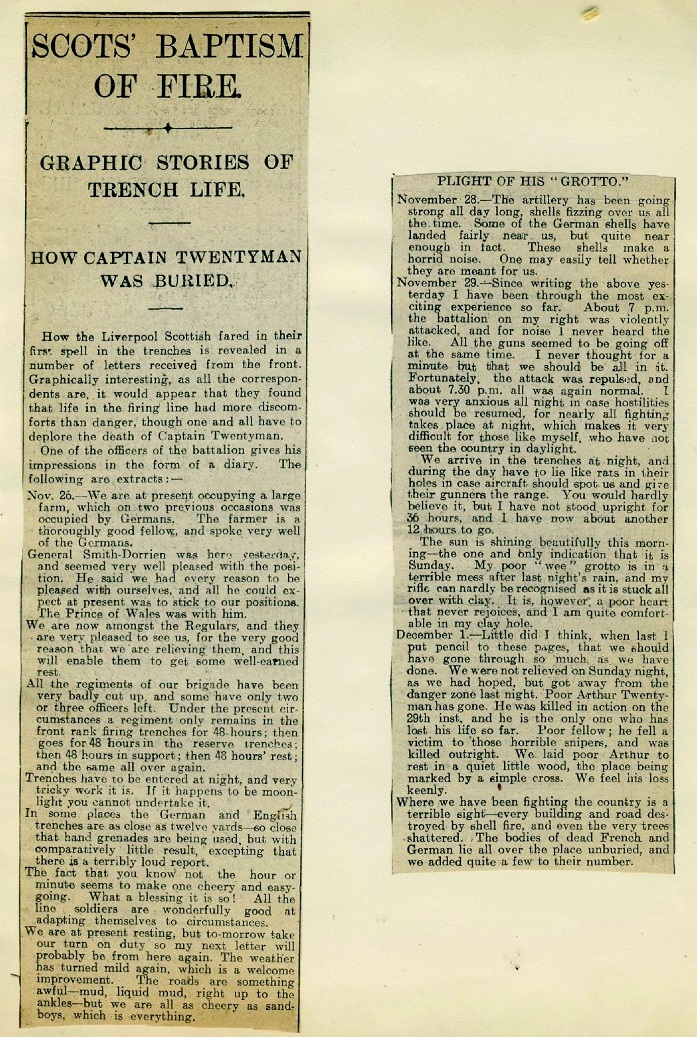 SCOTS' BAPTISM
OF FIRE.
GRAPHIC STORIES OF
TRENCH LIFE.
HOW CAPTAIN TWENTYMAN
WAS BURIED.
How the Liverpool Scottish fared in their
first spell in the trenches is revealed in a
number of letters received from the front.
Graphically interesting, as all the correspon-
dents are, it would appear that they found
that life in the firing line had more discom-
forts than danger, though one and all have to
deplore the death of Captain Twentyman.
One of the officers of the battalion gives his
impressions in the form of a diary. The
following are extracts:—
Nov. 26.—We are at present occupying a large
farm, which on two previous occasions was
occupied by Germans. The farmer is a
thoroughly good fellow, and spoke very well
of the Germans.
General Smith-Dorrien was here yesterday,
and seemed very well pleased with the posi-
tion. He said we had every reason to be
pleased with ourselves, and all he could ex-
pect at present was to stick to our positions.
The Prince of Wales was with him.
We are now amongst the Regulars, and they
are very pleased to see us, for the very good
reason that we are relieving them, and this
will enable them to get some well-earned
rest.
All the regiments of our brigade have been
very badly cut up, and some have only two
or three officers left. Under the present cir-
cumstances a regiment only remains in the
front rank firing trenches for 48 hours; then
goes for 48 hours in the reserve trenches;
then 48 hours in support; then 48 hours' rest;
and the same all over again.
Trenches have to be entered at night, and very
tricky work it is. If it happens to be moon-
light you cannot undertake it.
In some places the German and English
trenches are as close as twelve yards—so close
that hand grenades are being used, but with
comparatively little result, excepting that
there is a terribly loud report.
The fact that you know not the hour or
minute seems to make one cheery and easy-
going. What a blessing it is so! All the
line soldiers are wonderfully good at
adapting themselves to circumstances.
We are at present resting, but to-morrow take
our turn on duty so my next letter will
probably be from here again. The weather
has turned mild again, which is a welcome
improvement. The roads are something
awful—mud, liquid mud, right up to the
ankles—but we are all as cheery as sand-
boys, which is everything.
PLIGHT OF HIS "GROTTO."
November 28.—The artillery has been going
strong all day long, shells fizzing over us all
the time. Some of the German shells have
landed fairly near us, but quite near
enough in fact. These shells make a
horrid noise. One may easily tell whether
they are meant for us.
November 29.—Since writing the above yes-
terday I have been through the most ex-
citing experience so far. About 7 p.m.
the battalion on my right was violently
attacked, and for noise I never heard the
like. All the guns seemed to be going off
at the same time. I never thought for a
minute but that we should be all in it.
Fortunately, the attack was repulsed, and
about 7.30 p.m. all was again normal. I
was very anxious all night in case hostilities
should be resumed, for nearly all fighting
takes place at night, which makes it very
difficult for those like myself, who have not
seen the country in daylight.
We arrive in the trenches at night, and
during the day have to lie like rats in their
holes in case aircraft should spot us and give
their gunners the range. You would hardly
believe it, but I have not stood upright for
36 hours, and I have now about another
12 hours to go.
The sun is shining beautifully this morn-
ing—the one and only indication that it is
Sunday. My poor "wee" grotto is in a
terrible mess after last night's rain, and my
rifle can hardly be recognised as it is stuck all
over with clay. It is, however, a poor heart
that never rejoices, and I am quite comfort-
able in my clay hole.
December 1.—Little did I think, when last I
put pencil to these pages, that we should
have gone through so much as we have
done. We were not relieved on Sunday night,
as we had hoped, but got away from the
danger zone last night. Poor Arthur Twenty-
man has gone. He was killed in action on the
29th inst, and he is the only one who has
lost his life so far. Poor fellow; he fell a
victim to those horrible snipers, and was
killed outright. We laid poor Arthur to
rest in a quiet little wood, the place being
marked by a simple cross. We feel his loss
keenly.
Where we have been fighting the country is a
terrible sight—every building and road des-
troyed by shell fire, and even the very trees
shattered. The bodies of dead French and
German lie all over the place unburied, and
we added quite a few to their number.